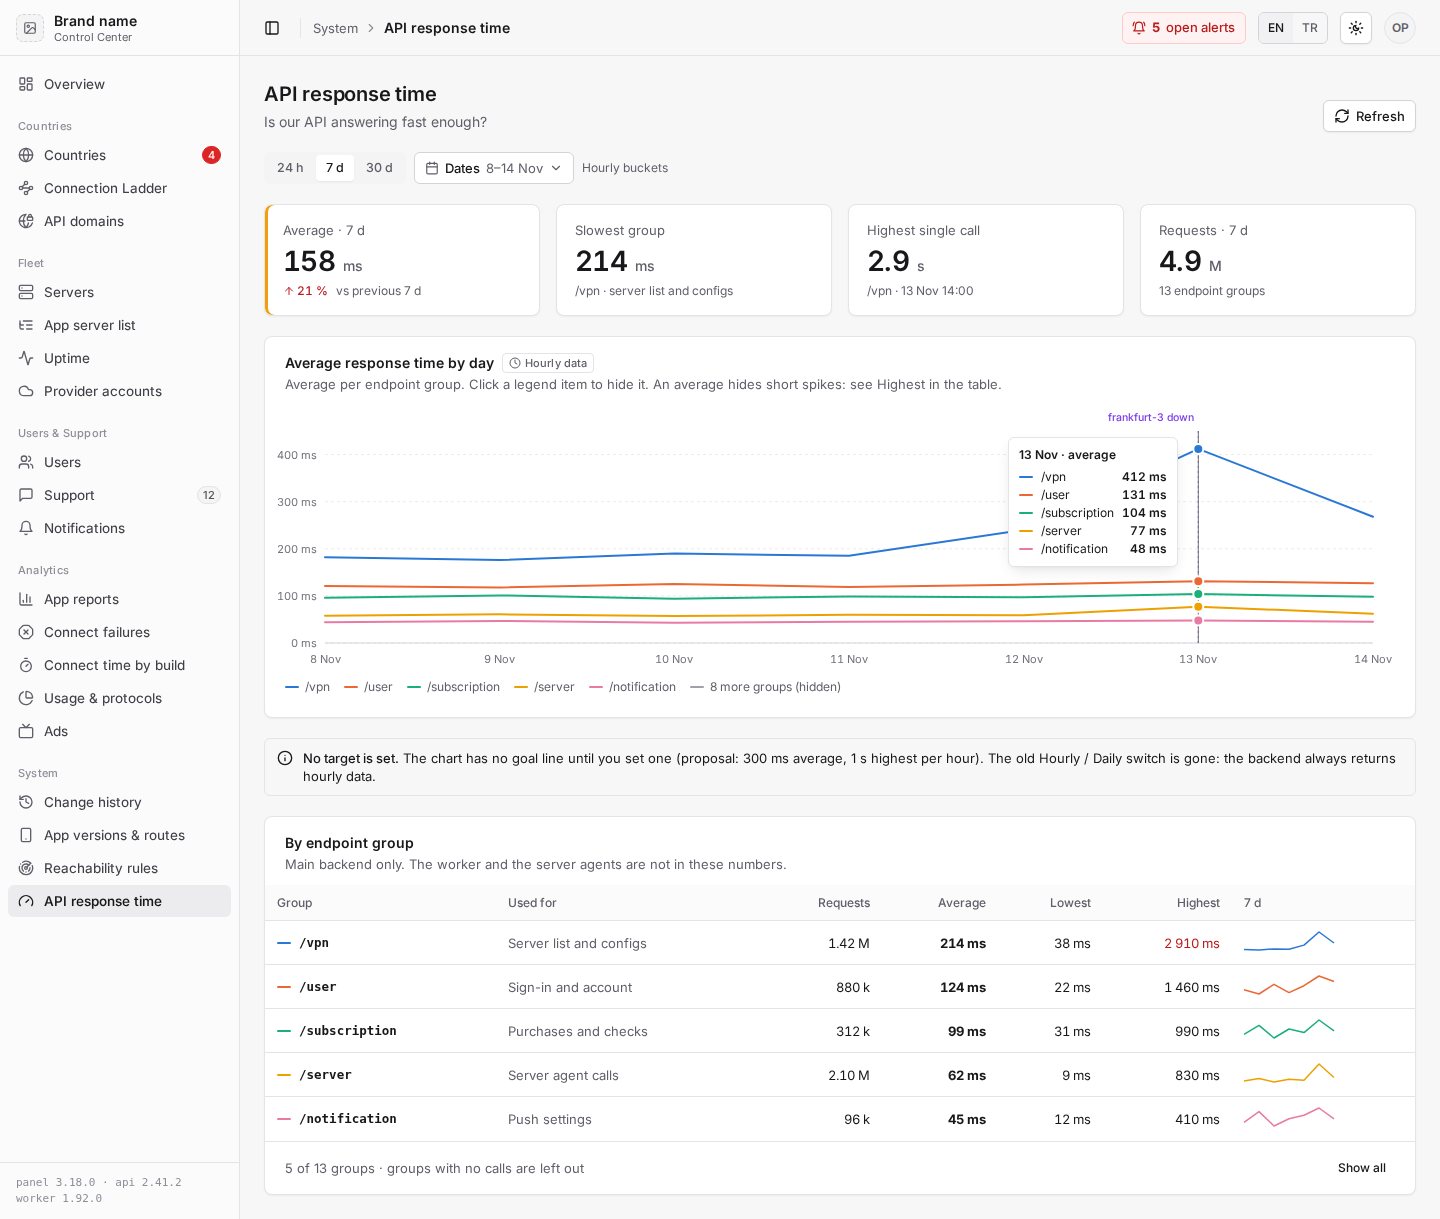 Brand name
Control Center
Overview
Countries
Countries 4
Connection Ladder
API domains
Fleet
Servers
App server list
Uptime
Provider accounts
Users & Support
Users
Support 12
Notifications
Analytics
App reports
Connect failures
Connect time by build
Usage & protocols
Ads
System
Change history
App versions & routes
Reachability rules
API response time
panel 3.18.0 · api 2.41.2
worker 1.92.0
System > API response time
5 open alerts
EN TR
OP
API response time
Is our API answering fast enough?
Refresh
24 h 7 d 30 d Dates 8–14 Nov Hourly buckets
Average · 7 d
158 ms
↑ 21 % vs previous 7 d
Slowest group
214 ms
/vpn · server list and configs
Highest single call
2.9 s
/vpn · 13 Nov 14:00
Requests · 7 d
4.9 M
13 endpoint groups
Average response time by day Hourly data
Average per endpoint group. Click a legend item to hide it. An average hides short spikes: see Highest in the table.
frankfurt-3 down
400 ms
300 ms
200 ms
100 ms
0 ms
13 Nov · average
/vpn 412 ms
/user 131 ms
/subscription 104 ms
/server 77 ms
/notification 48 ms
8 Nov 9 Nov 10 Nov 11 Nov 12 Nov 13 Nov 14 Nov
/vpn /user /subscription /server /notification 8 more groups (hidden)
No target is set. The chart has no goal line until you set one (proposal: 300 ms average, 1 s highest per hour). The old Hourly / Daily switch is gone: the backend always returns
hourly data.
By endpoint group
Main backend only. The worker and the server agents are not in these numbers.
Group Used for Requests Average Lowest Highest 7 d
/vpn Server list and configs 1.42 M 214 ms 38 ms 2 910 ms
/user Sign-in and account 880 k 124 ms 22 ms 1 460 ms
/subscription Purchases and checks 312 k 99 ms 31 ms 990 ms
/server Server agent calls 2.10 M 62 ms 9 ms 830 ms
/notification Push settings 96 k 45 ms 12 ms 410 ms
5 of 13 groups · groups with no calls are left out
Show all